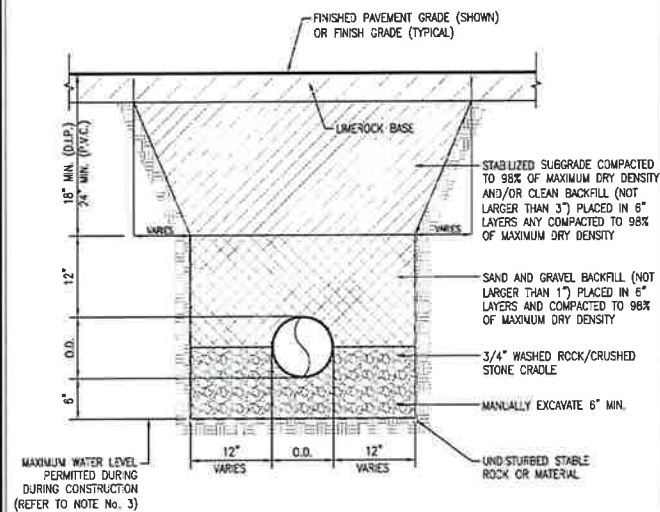 FINISHED PAVEMENT GRADE (SHOWN)
OR FINISH GRADE (TYPICAL)
LIMEROCK BASE
18" MIN. (D.I.P.)
24" MIN. (P.V.C.)
STABILIZED SUBGRADE COMPACTED
TO 98% OF MAXIMUM DRY DENSITY
AND/OR CLEAN BACKFILL (NOT
LARGER THAN 3") PLACED IN 6"
LAYERS ANY COMPACTED TO 98%
OF MAXIMUM DRY DENSITY
VARIES
VARIES
12"
SAND AND GRAVEL BACKFILL (NOT
LARGER THAN 1") PLACED IN 6"
LAYERS AND COMPACTED TO 98%
OF MAXIMUM DRY DENSITY
O.D.
3/4" WASHED ROCK/CRUSHED
STONE CRADLE
6"
MANUALLY EXCAVATE 6" MIN.
12"
VARIES
O.D.
12"
VARIES
UNDISTURBED STABLE
ROCK OR MATERIAL
MAXIMUM WATER LEVEL
PERMITTED DURING
DURING CONSTRUCTION
(REFER TO NOTE No. 3)